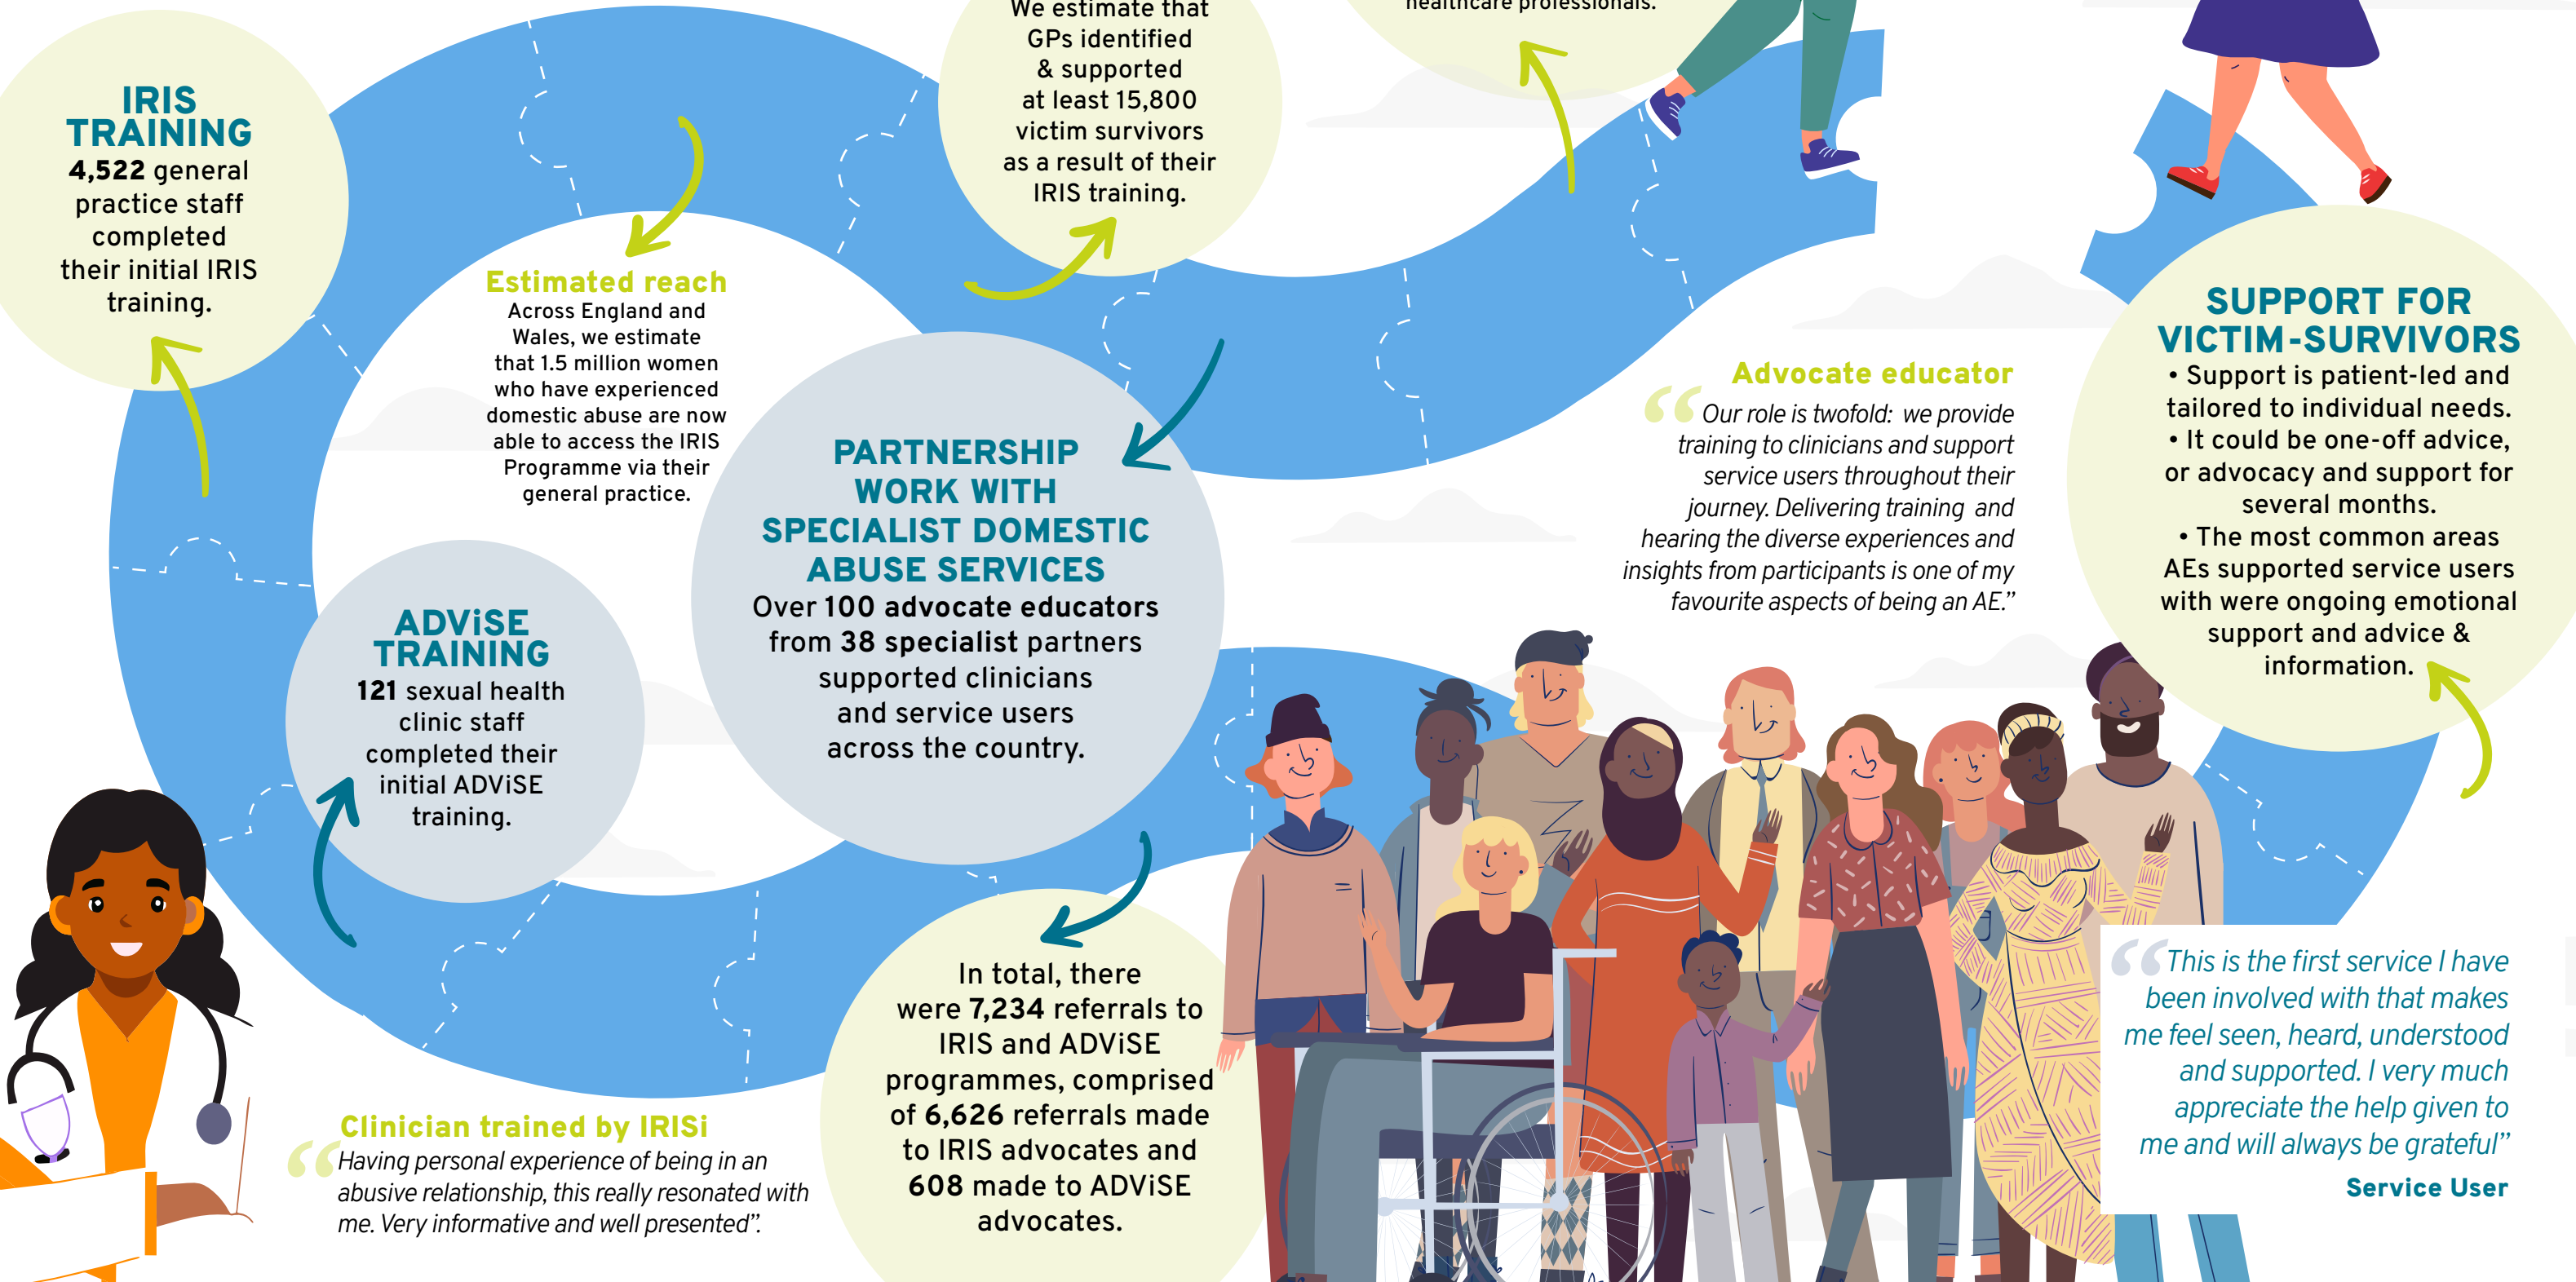 healthcare professionals.
We estimate that
GPs identified
& supported
at least 15,800
victim survivors
as a result of their
IRIS training.
IRIS
TRAINING
4,522 general
practice staff
completed
their initial IRIS
training.
Estimated reach
Across England and
Wales, we estimate
that 1.5 million women
who have experienced
domestic abuse are now
able to access the IRIS
Programme via their
general practice.
PARTNERSHIP
WORK WITH
SPECIALIST DOMESTIC
ABUSE SERVICES
Over 100 advocate educators
from 38 specialist partners
supported clinicians
and service users
across the country.
ADViSE
TRAINING
121 sexual health
clinic staff
completed their
initial ADViSE
training.
Advocate educator
“Our role is twofold: we provide
training to clinicians and support
service users throughout their
journey. Delivering training and
hearing the diverse experiences and
insights from participants is one of my
favourite aspects of being an AE.”
SUPPORT FOR
VICTIM-SURVIVORS
• Support is patient-led and
tailored to individual needs.
• It could be one-off advice,
or advocacy and support for
several months.
• The most common areas
AEs supported service users
with were ongoing emotional
support and advice &
information.
In total, there
were 7,234 referrals to
IRIS and ADViSE
programmes, comprised
of 6,626 referrals made
to IRIS advocates and
608 made to ADViSE
advocates.
Clinician trained by IRISi
“Having personal experience of being in an
abusive relationship, this really resonated with
me. Very informative and well presented”.
“This is the first service I have
been involved with that makes
me feel seen, heard, understood
and supported. I very much
appreciate the help given to
me and will always be grateful”
Service User